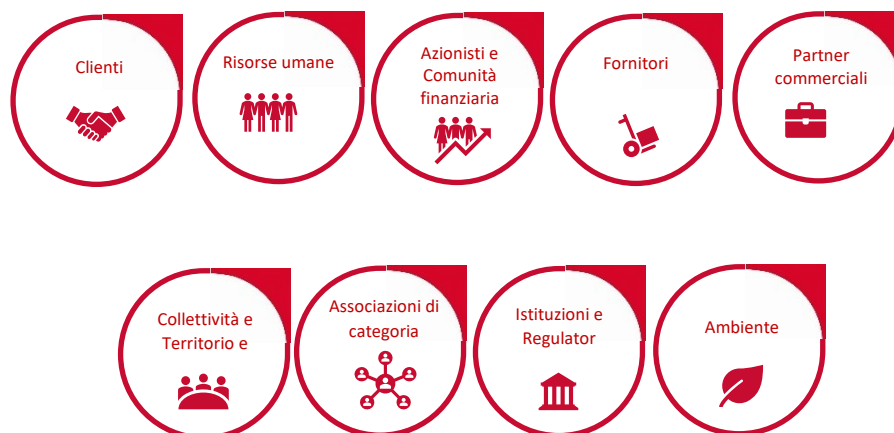 Clienti
Risorse umane
Azionisti e
Comunità
finanziaria
Fornitori
Partner
commerciali
Collettività e
Territorio e
Associazioni di
categoria
Istituzioni e
Regulator
Ambiente